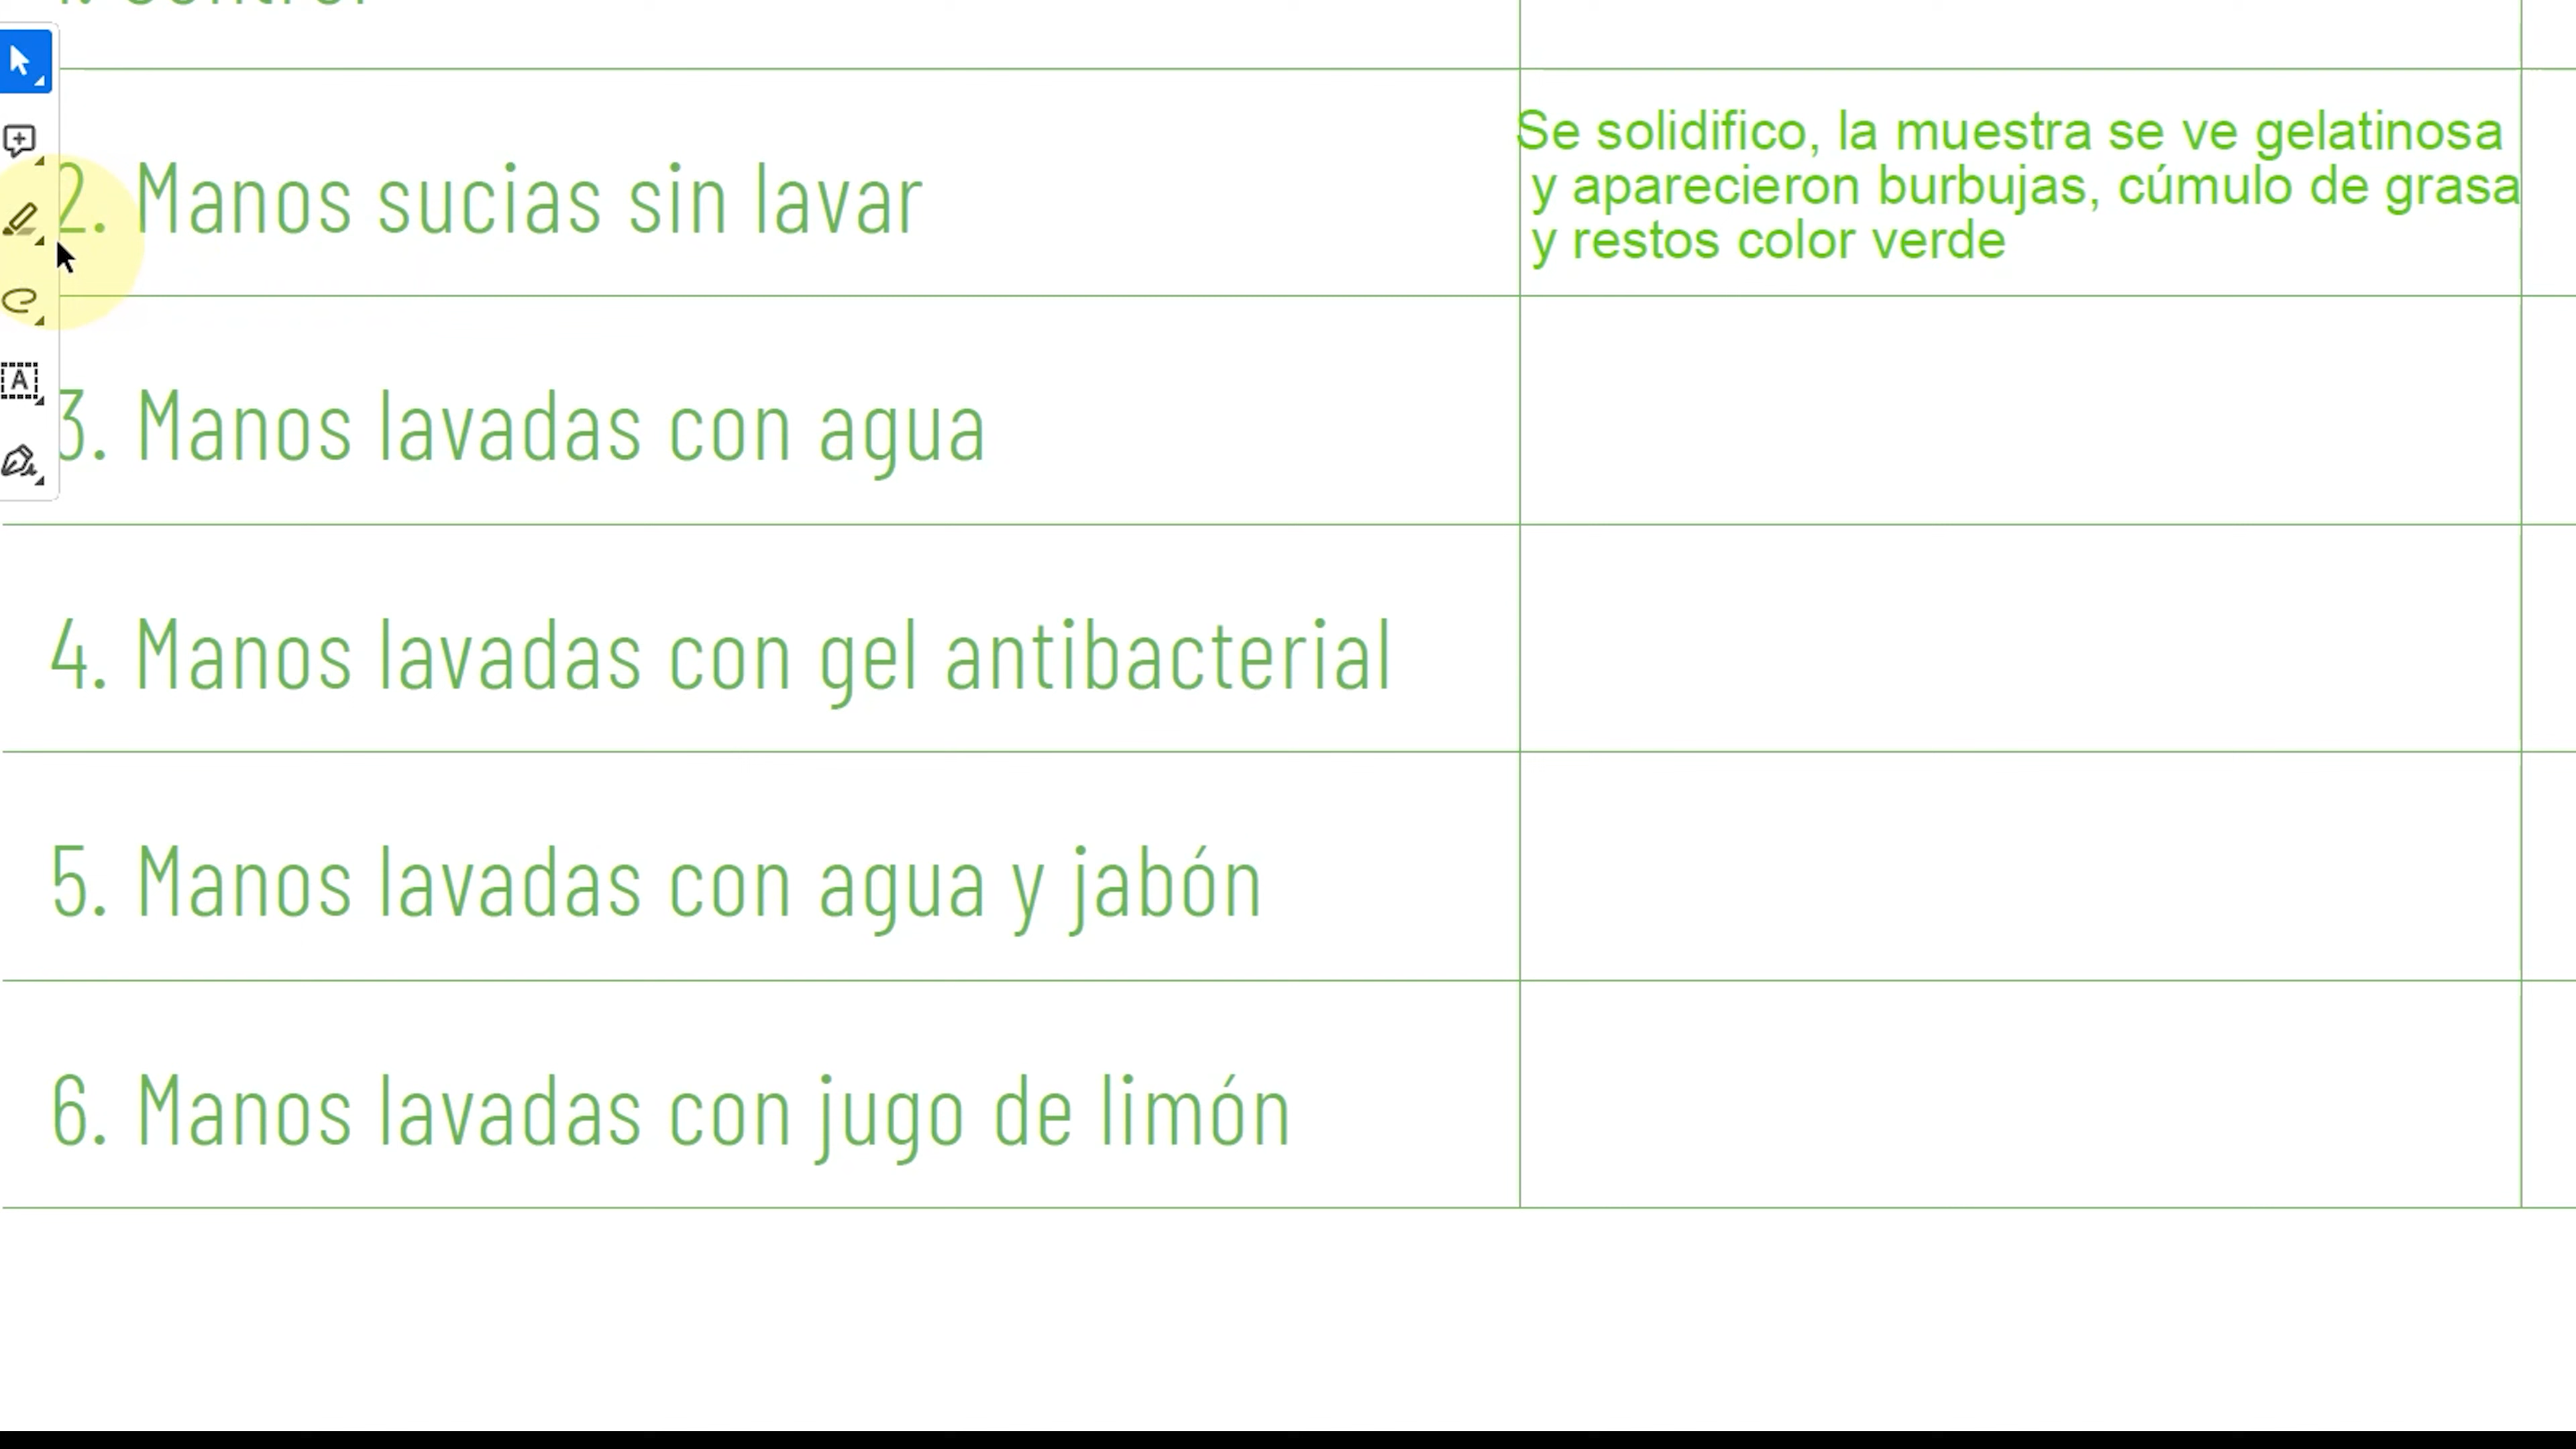 2. Manos sucias sin lavar
Se solidifico, la muestra se ve gelatinosa
y aparecieron burbujas, cúmulo de grasa
y restos color verde
3. Manos lavadas con agua
4. Manos lavadas con gel antibacterial
5. Manos lavadas con agua y jabón
6. Manos lavadas con jugo de limón